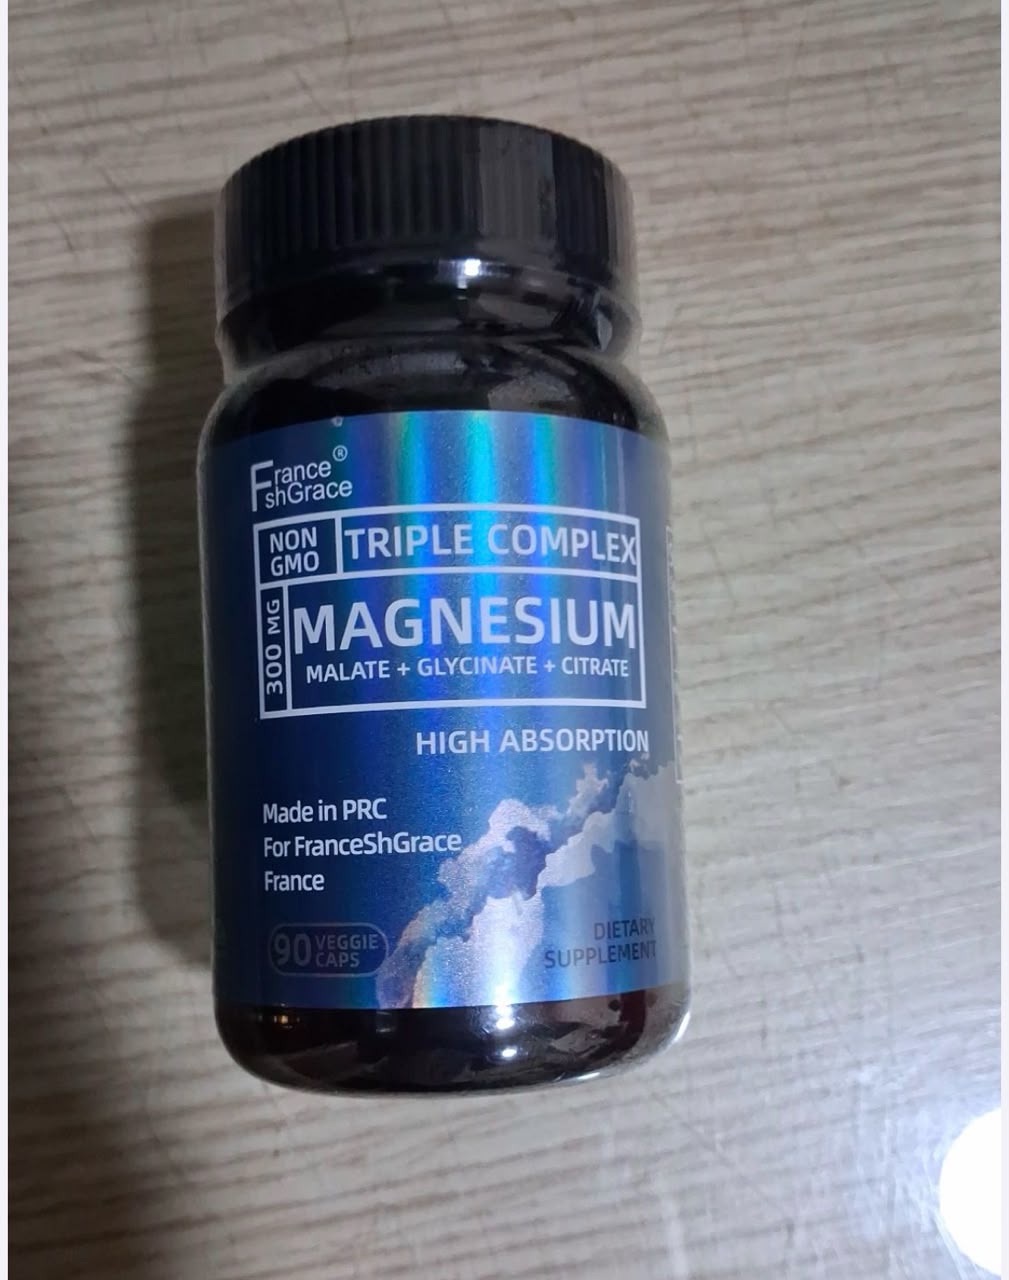 France®
shGrace
NON
GMO
TRIPLE COMPLEX
300 MG
MAGNESIUM
MALATE + GLYCINATE + CITRATE
HIGH ABSORPTION
Made in PRC
For FranceShGrace
France
90 VEGGIE
CAPS
DIETARY
SUPPLEMENT